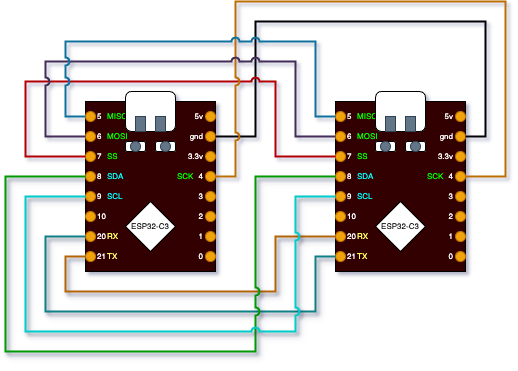 5 MISO 5v
6 MOSI gnd
7 SS 3.3v
8 SDA SCK 4
9 SCL 3
10 2
ESP32-C3
20 RX 1
21 TX 0
5 MISO 5v
6 MOSI gnd
7 SS 3.3v
8 SDA SCK 4
9 SCL 3
10 2
ESP32-C3
20 RX 1
21 TX 0